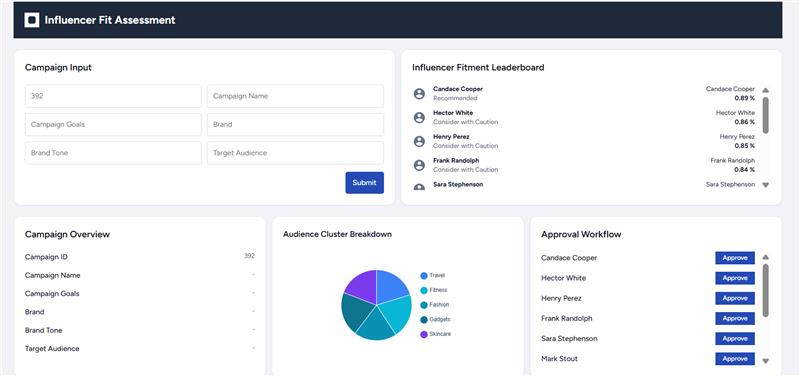 Influencer Fit Assessment
Campaign Input
392
Campaign Name
Campaign Goals
Brand
Brand Tone
Target Audience
Submit
Influencer Fitment Leaderboard
Candace Cooper
Recommended
Candace Cooper
0.89 %
Hector White
Consider with Caution
Hector White
0.86 %
Henry Perez
Consider with Caution
Henry Perez
0.85 %
Frank Randolph
Consider with Caution
Frank Randolph
0.84 %
Sara Stephenson
Sara Stephenson
Campaign Overview
Campaign ID 392
Campaign Name -
Campaign Goals -
Brand -
Brand Tone -
Target Audience -
Audience Cluster Breakdown
Travel
Fitness
Fashion
Gadgets
Skincare
Approval Workflow
Candace Cooper Approve
Hector White Approve
Henry Perez Approve
Frank Randolph Approve
Sara Stephenson Approve
Mark Stout Approve